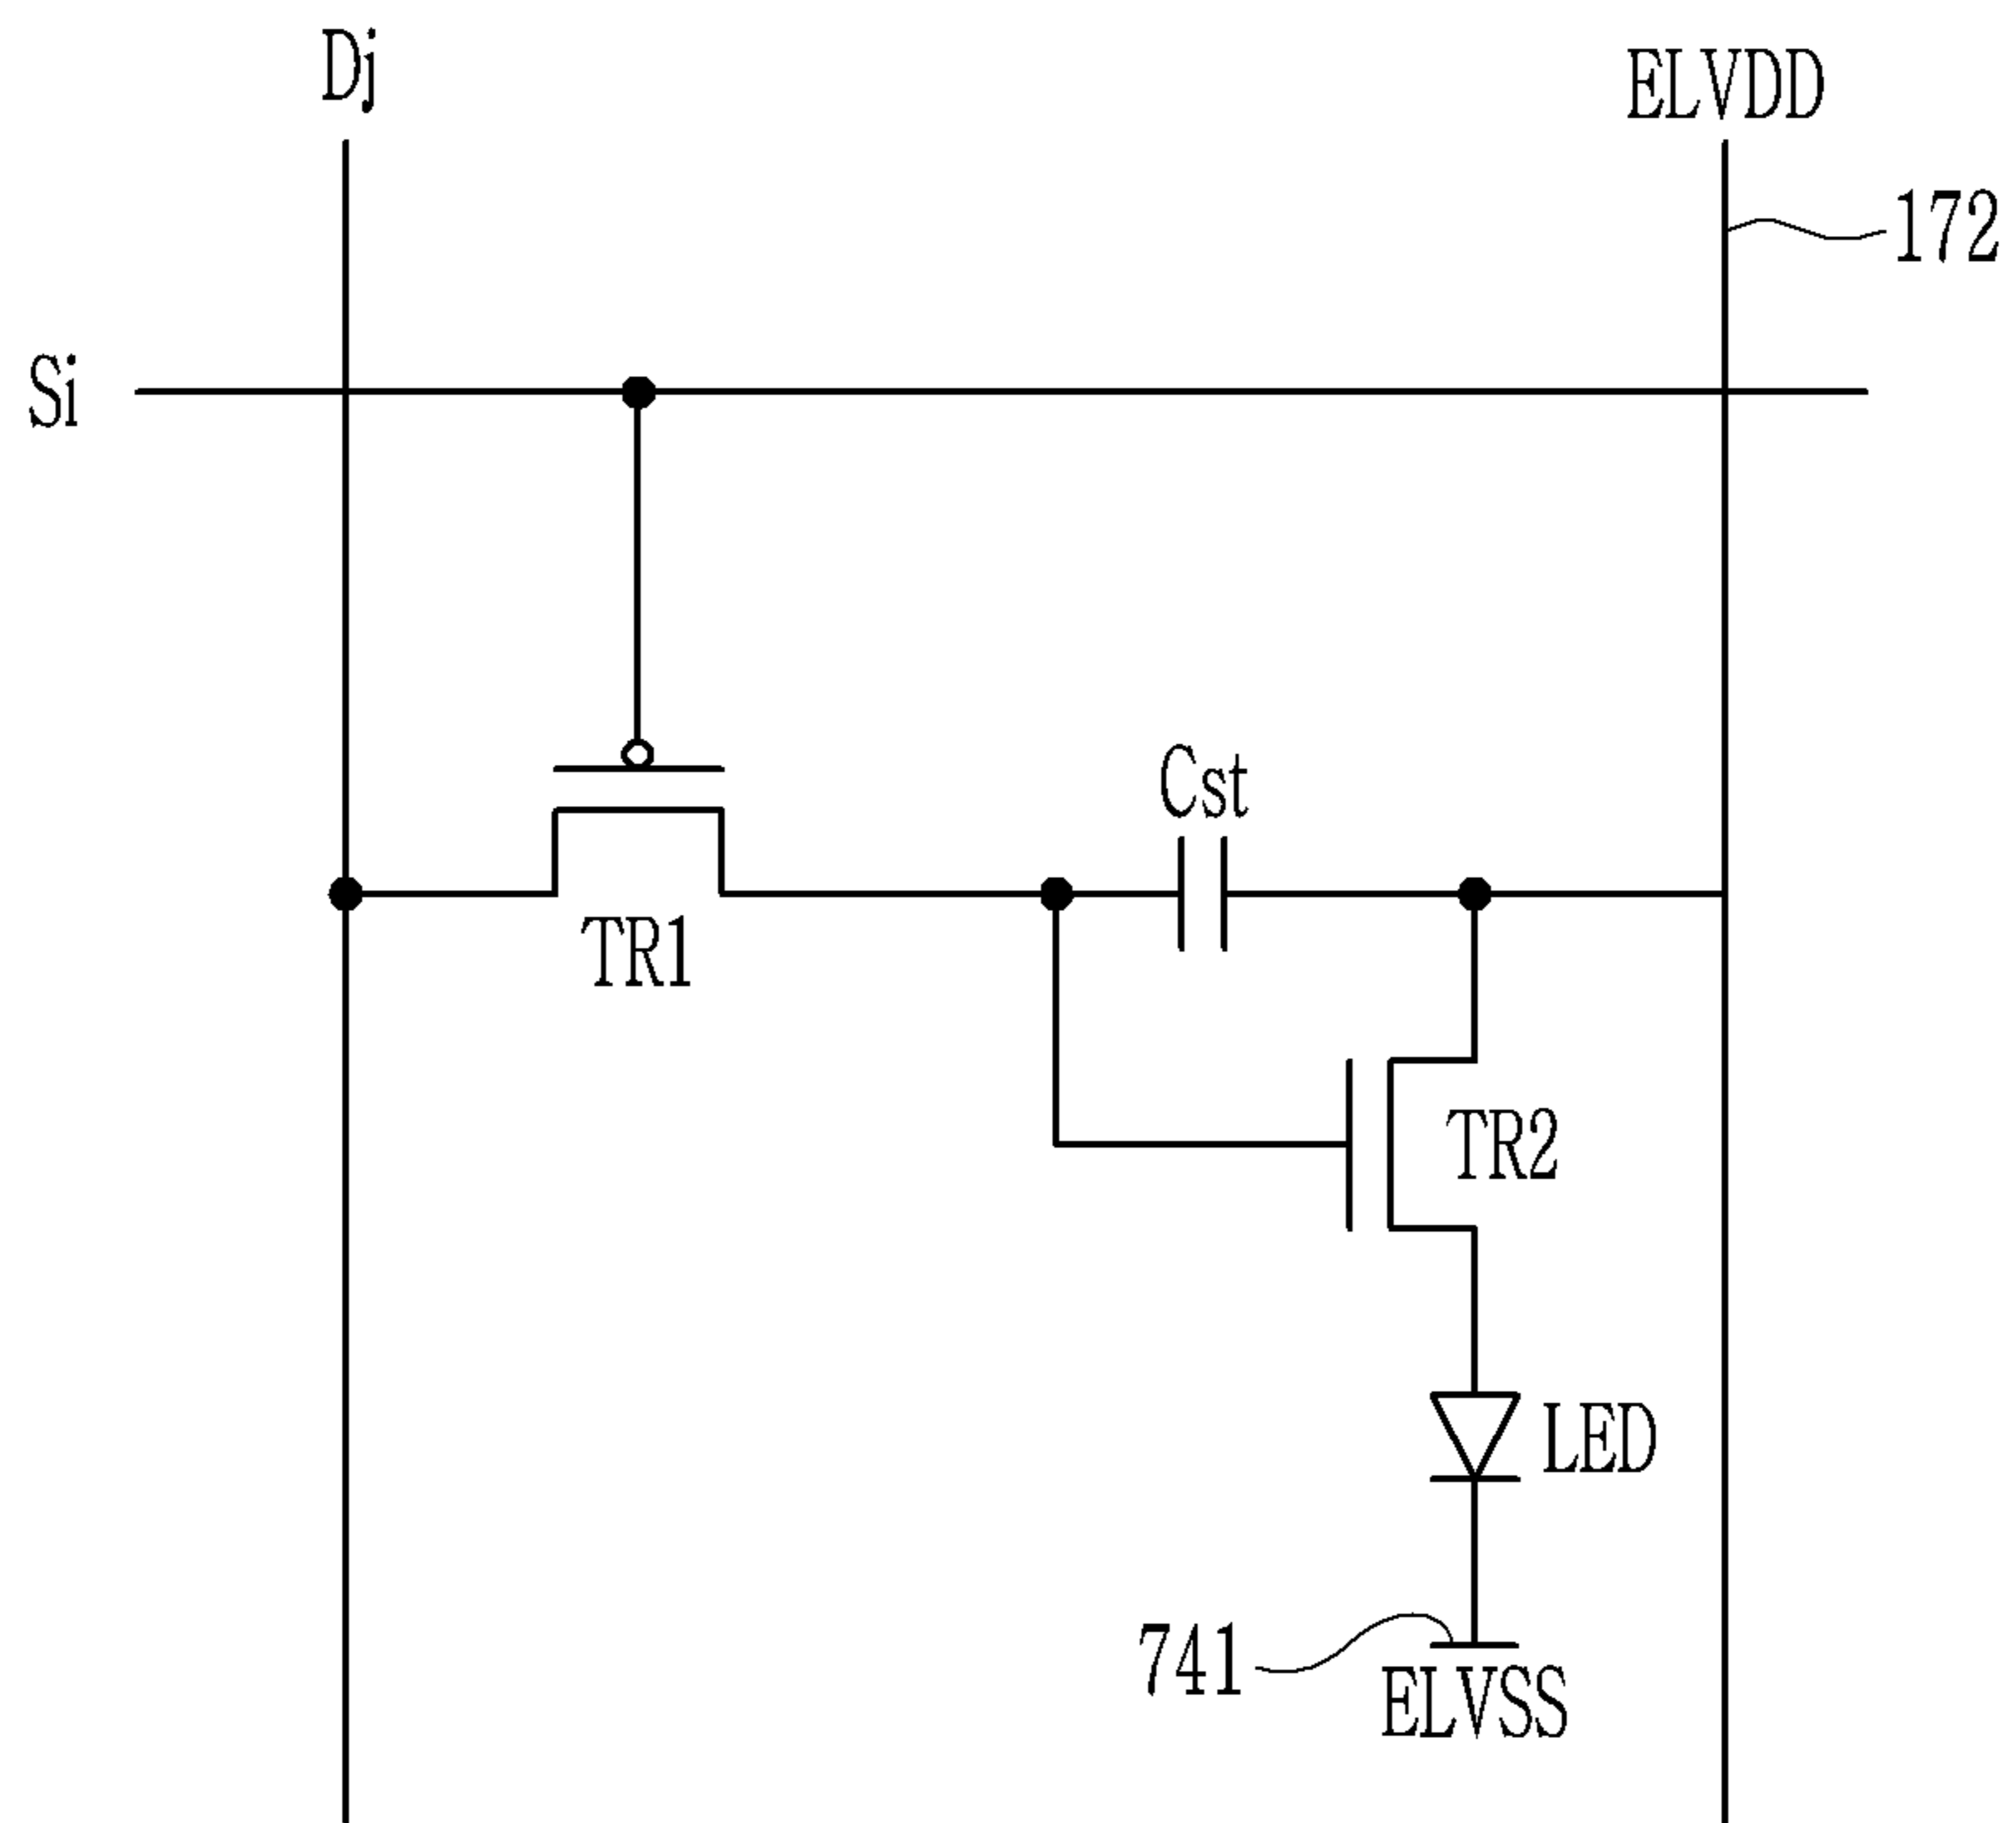 Dj
ELVDD
172
Si
Cst
TR1
TR2
LED
741
ELVSS